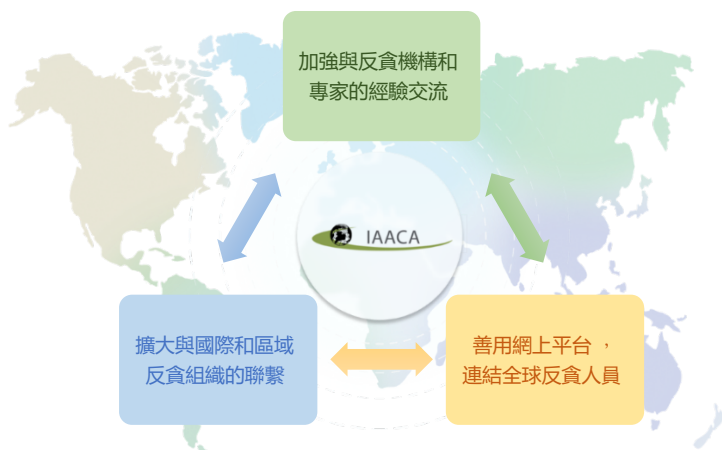 加強與反貪機構和
專家的經驗交流
IAACA
擴大與國際和區域
反貪組織的聯繫
善用網上平台，
連結全球反貪人員